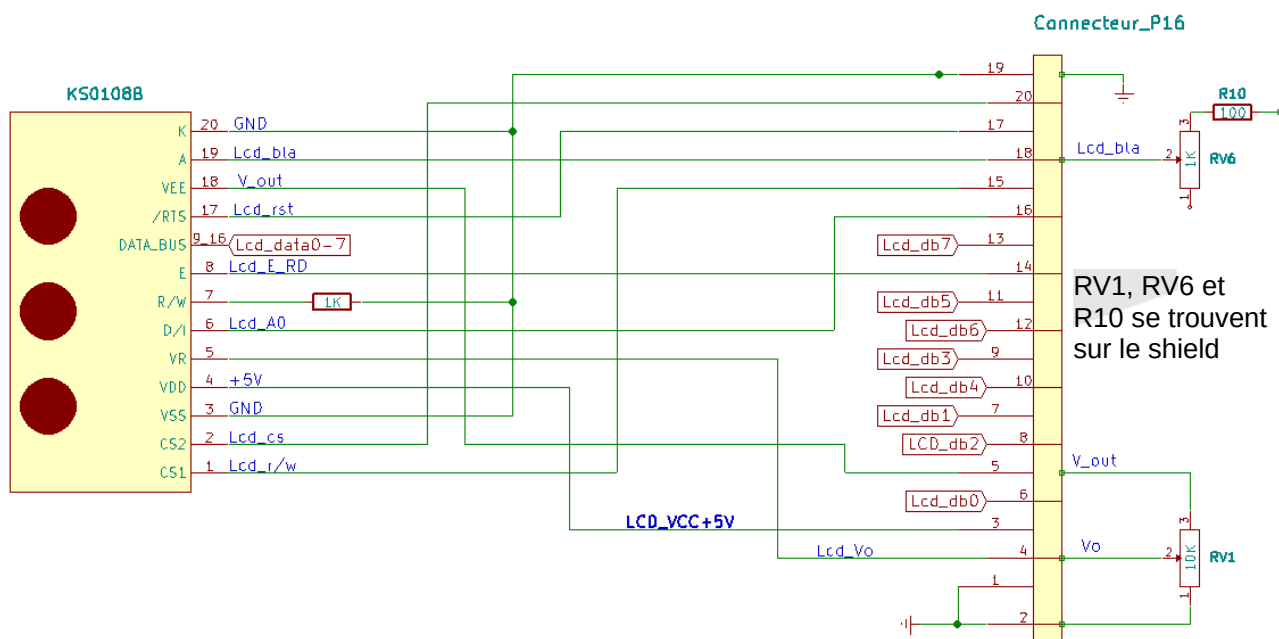 Connecteur_P16
KS0108B
K 20 GND
A 19 Lcd_bla
VEE 18 V_out
/RTS 17 Lcd_rst
DATA_BUS 9_16 Lcd_data0-7
E 8 Lcd_E_RD
R/W 7 1K
D/I 6 Lcd_A0
VR 5
VDD 4 +5V
VSS 3 GND
CS2 2 Lcd_cs
CS1 1 Lcd_r/w
LCD_VCC+5V
Lcd_Vo
19
20
17
18
15
16
Lcd_db7 13
14
Lcd_db5 11
Lcd_db6 12
Lcd_db3 9
Lcd_db4 10
Lcd_db1 7
LCD_db2 8
5
Lcd_db0 6
3
4
1
2
R10
100
3
Lcd_bla 2 1K RV6
1
RV1, RV6 et
R10 se trouvent
sur le shield
V_out
3
Vo 2 10K RV1
1